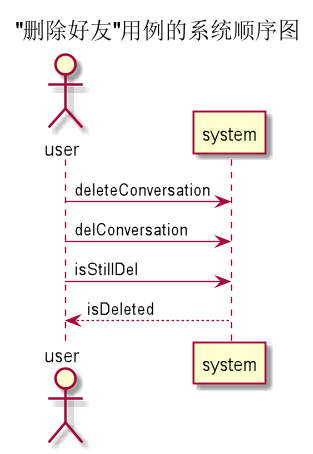 "删除好友"用例的系统顺序图
user
system
deleteConversation
delConversation
isStillDel
isDeleted
user
system